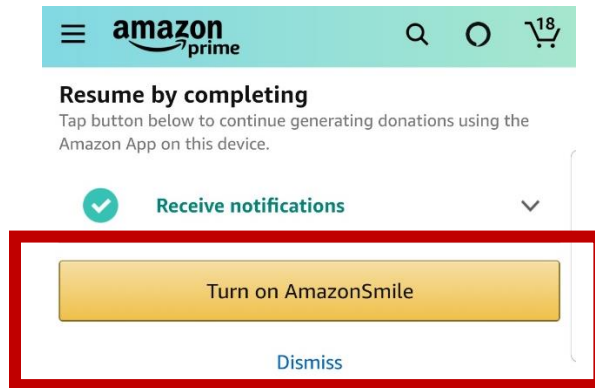 amazon
prime
18
Resume by completing
Tap button below to continue generating donations using the
Amazon App on this device.
Receive notifications
Turn on AmazonSmile
Dismiss